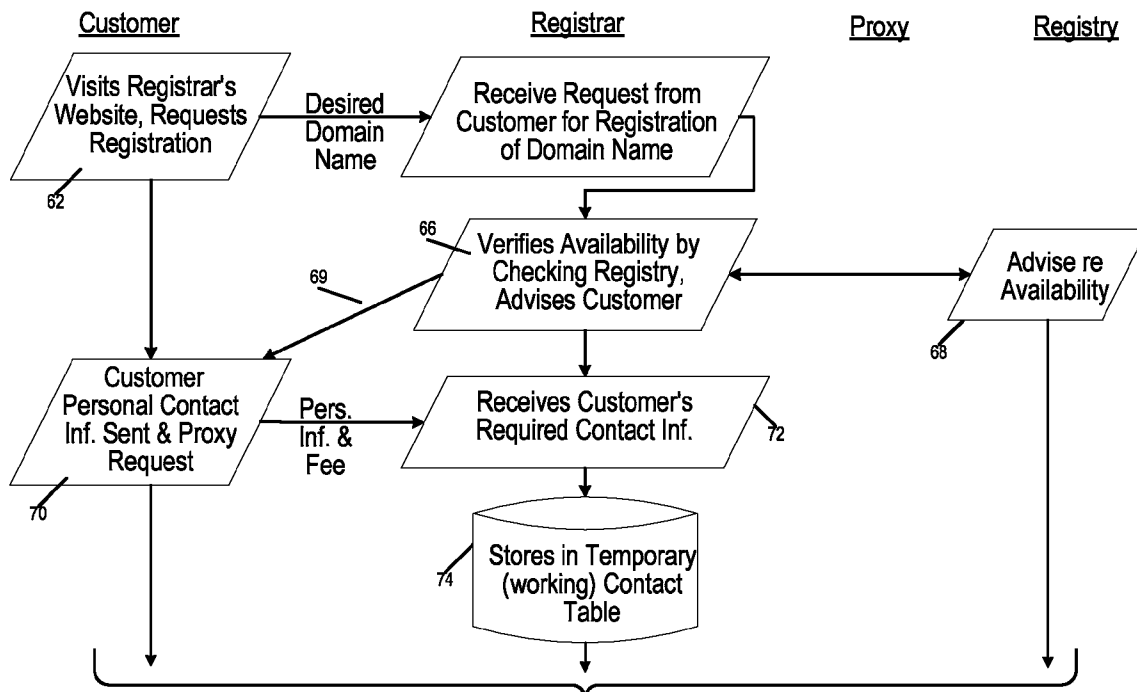 Customer
Registrar
Proxy
Registry
Visits Registrar's
Website, Requests
Registration
62
Desired
Domain
Name
Receive Request from
Customer for Registration
of Domain Name
66
Verifies Availability by
Checking Registry,
Advises Customer
69
Advise re
Availability
68
Customer
Personal Contact
Inf. Sent & Proxy
Request
70
Pers.
Inf. &
Fee
Receives Customer's
Required Contact Inf.
72
Stores in Temporary
(working) Contact
Table
74